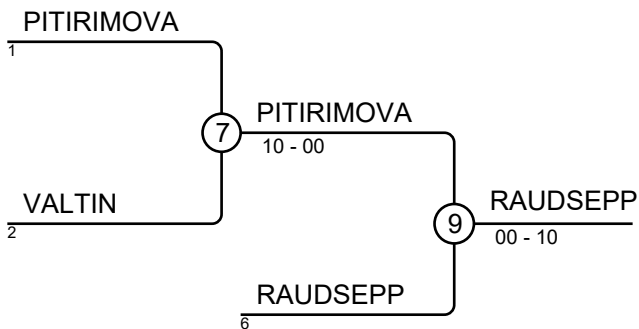 PITIRIMOVA
1
7
PITIRIMOVA
10 - 00
VALTIN
2
9
RAUDSEPP
00 - 10
RAUDSEPP
6